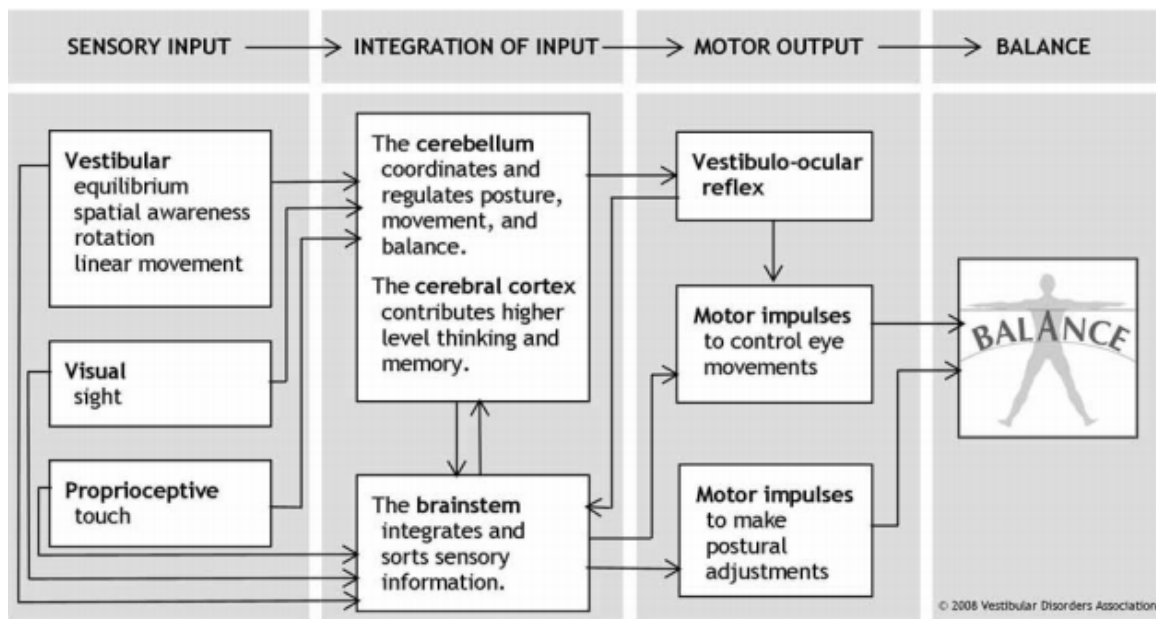 SENSORY INPUT
INTEGRATION OF INPUT
MOTOR OUTPUT
BALANCE
Vestibular
equilibrium
spatial awareness
rotation
linear movement
Visual
sight
Proprioceptive
touch
The cerebellum
coordinates and
regulates posture,
movement, and
balance.
The cerebral cortex
contributes higher
level thinking and
memory.
The brainstem
integrates and
sorts sensory
information.
Vestibulo-ocular
reflex
Motor impulses
to control eye
movements
Motor impulses
to make
postural
adjustments
BALANCE
© 2008 Vestibular Disorders Association